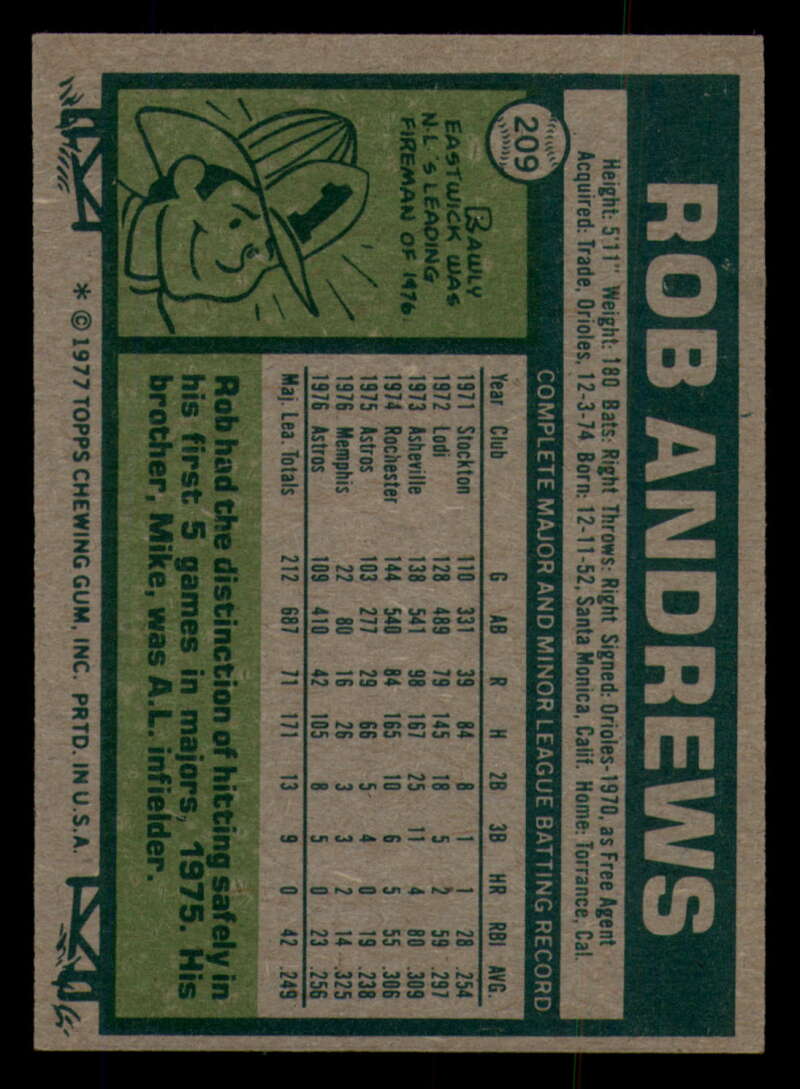 209
ROB ANDREWS
Height: 5'11" Weight: 180 Bats: Right Throws: Right Signed: Orioles-1970, as Free Agent
Acquired: Trade, Orioles, 12-3-74 Born: 12-11-52, Santa Monica, Calif. Home: Torrance, Cal.
BAWLY
EASTWICK WAS
N.L.'S LEADING
FIREMAN OF 1976.
1
COMPLETE MAJOR AND MINOR LEAGUE BATTING RECORD
Year Club G AB R H 2B 3B HR RBI AVG.
1971 Stockton 110 331 39 84 8 1 1 28 .254
1972 Lodi 128 489 79 145 18 5 2 59 .297
1973 Asheville 138 541 98 167 25 11 4 80 .309
1974 Rochester 144 540 84 165 10 6 5 55 .306
1975 Astros 103 277 29 66 5 4 0 19 .238
1976 Memphis 22 80 16 26 3 3 2 14 .325
1976 Astros 109 410 42 105 8 5 0 23 .256
Maj. Lea. Totals 212 687 71 171 13 9 0 42 .249
Rob had the distinction of hitting safely in
his first 5 games in majors, 1975. His
brother, Mike, was A.L. infielder.
* © 1977 TOPPS CHEWING GUM, INC. PRTD. IN U.S.A.